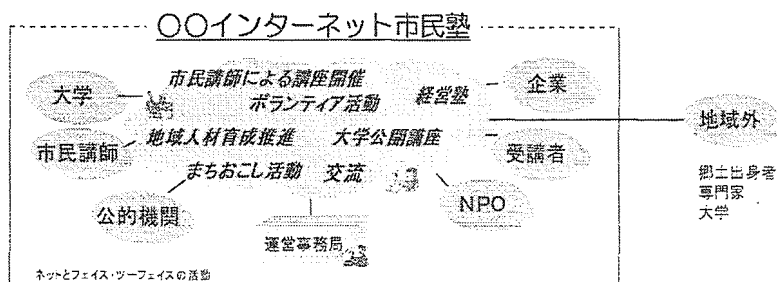 〇〇インターネット市民塾
大学
市民講師による講座開催
ボランティア活動
経営塾
企業
市民講師
地域人材育成推進
大学公開講座
受講者
地域外
まちおこし活動
交流
公的機関
NPO
運営事務局
郷土出身者
専門家
大学
ネットとフェイス・ツーフェイスの活動